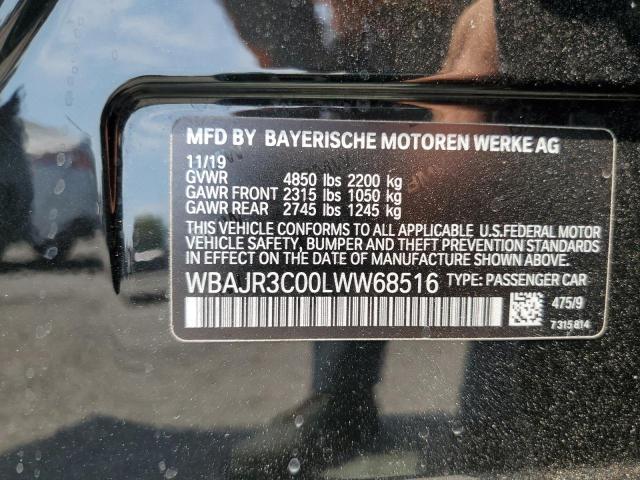 MFD BY BAYERISCHE MOTOREN WERKE AG
11/19
GVWR 4850 lbs 2200 kg
GAWR FRONT 2315 lbs 1050 kg
GAWR REAR 2745 lbs 1245 kg
THIS VEHICLE CONFORMS TO ALL APPLICABLE U.S.FEDERAL MOTOR
VEHICLE SAFETY, BUMPER AND THEFT PREVENTION STANDARDS
IN EFFECT ON THE DATE OF MANUFACTURE SHOWN ABOVE.
WBAJR3C00LWW68516 TYPE: PASSENGER CAR
475/9
7 315 814